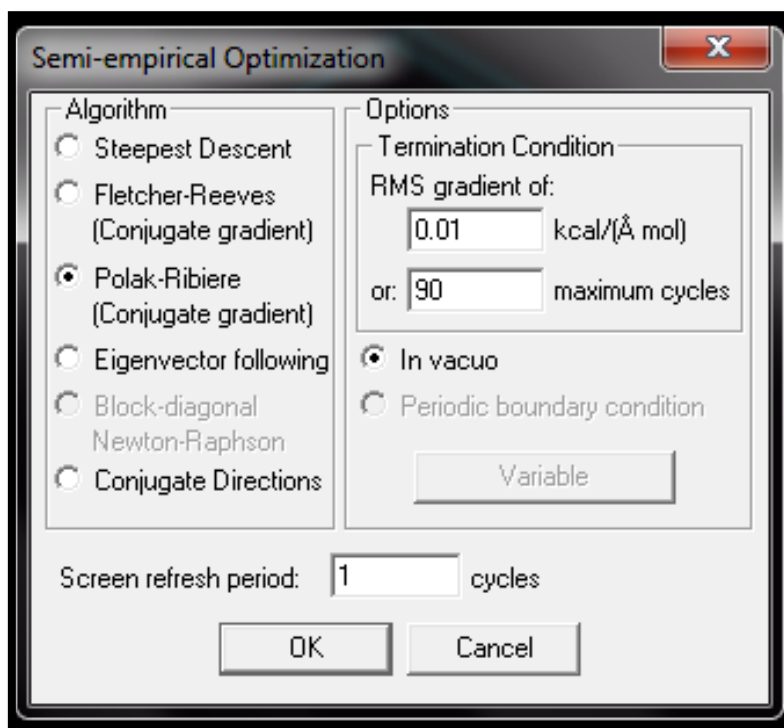 Semi-empirical Optimization
X
Algorithm
Steepest Descent
Fletcher-Reeves
(Conjugate gradient)
Polak-Ribiere
(Conjugate gradient)
Eigenvector following
Block-diagonal
Newton-Raphson
Conjugate Directions
Options
Termination Condition
RMS gradient of:
0.01 kcal/(Å mol)
or: 90 maximum cycles
In vacuo
Periodic boundary condition
Variable
Screen refresh period: 1 cycles
OK Cancel